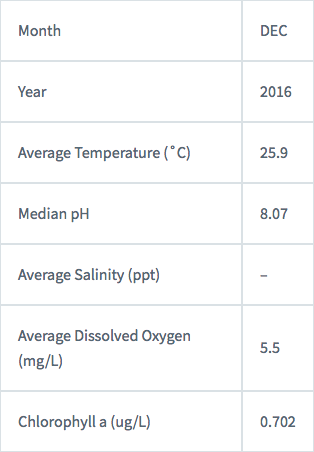 Month DEC
Year 2016
Average Temperature (˚C) 25.9
Median pH 8.07
Average Salinity (ppt) –
Average Dissolved Oxygen
(mg/L) 5.5
Chlorophyll a (ug/L) 0.702